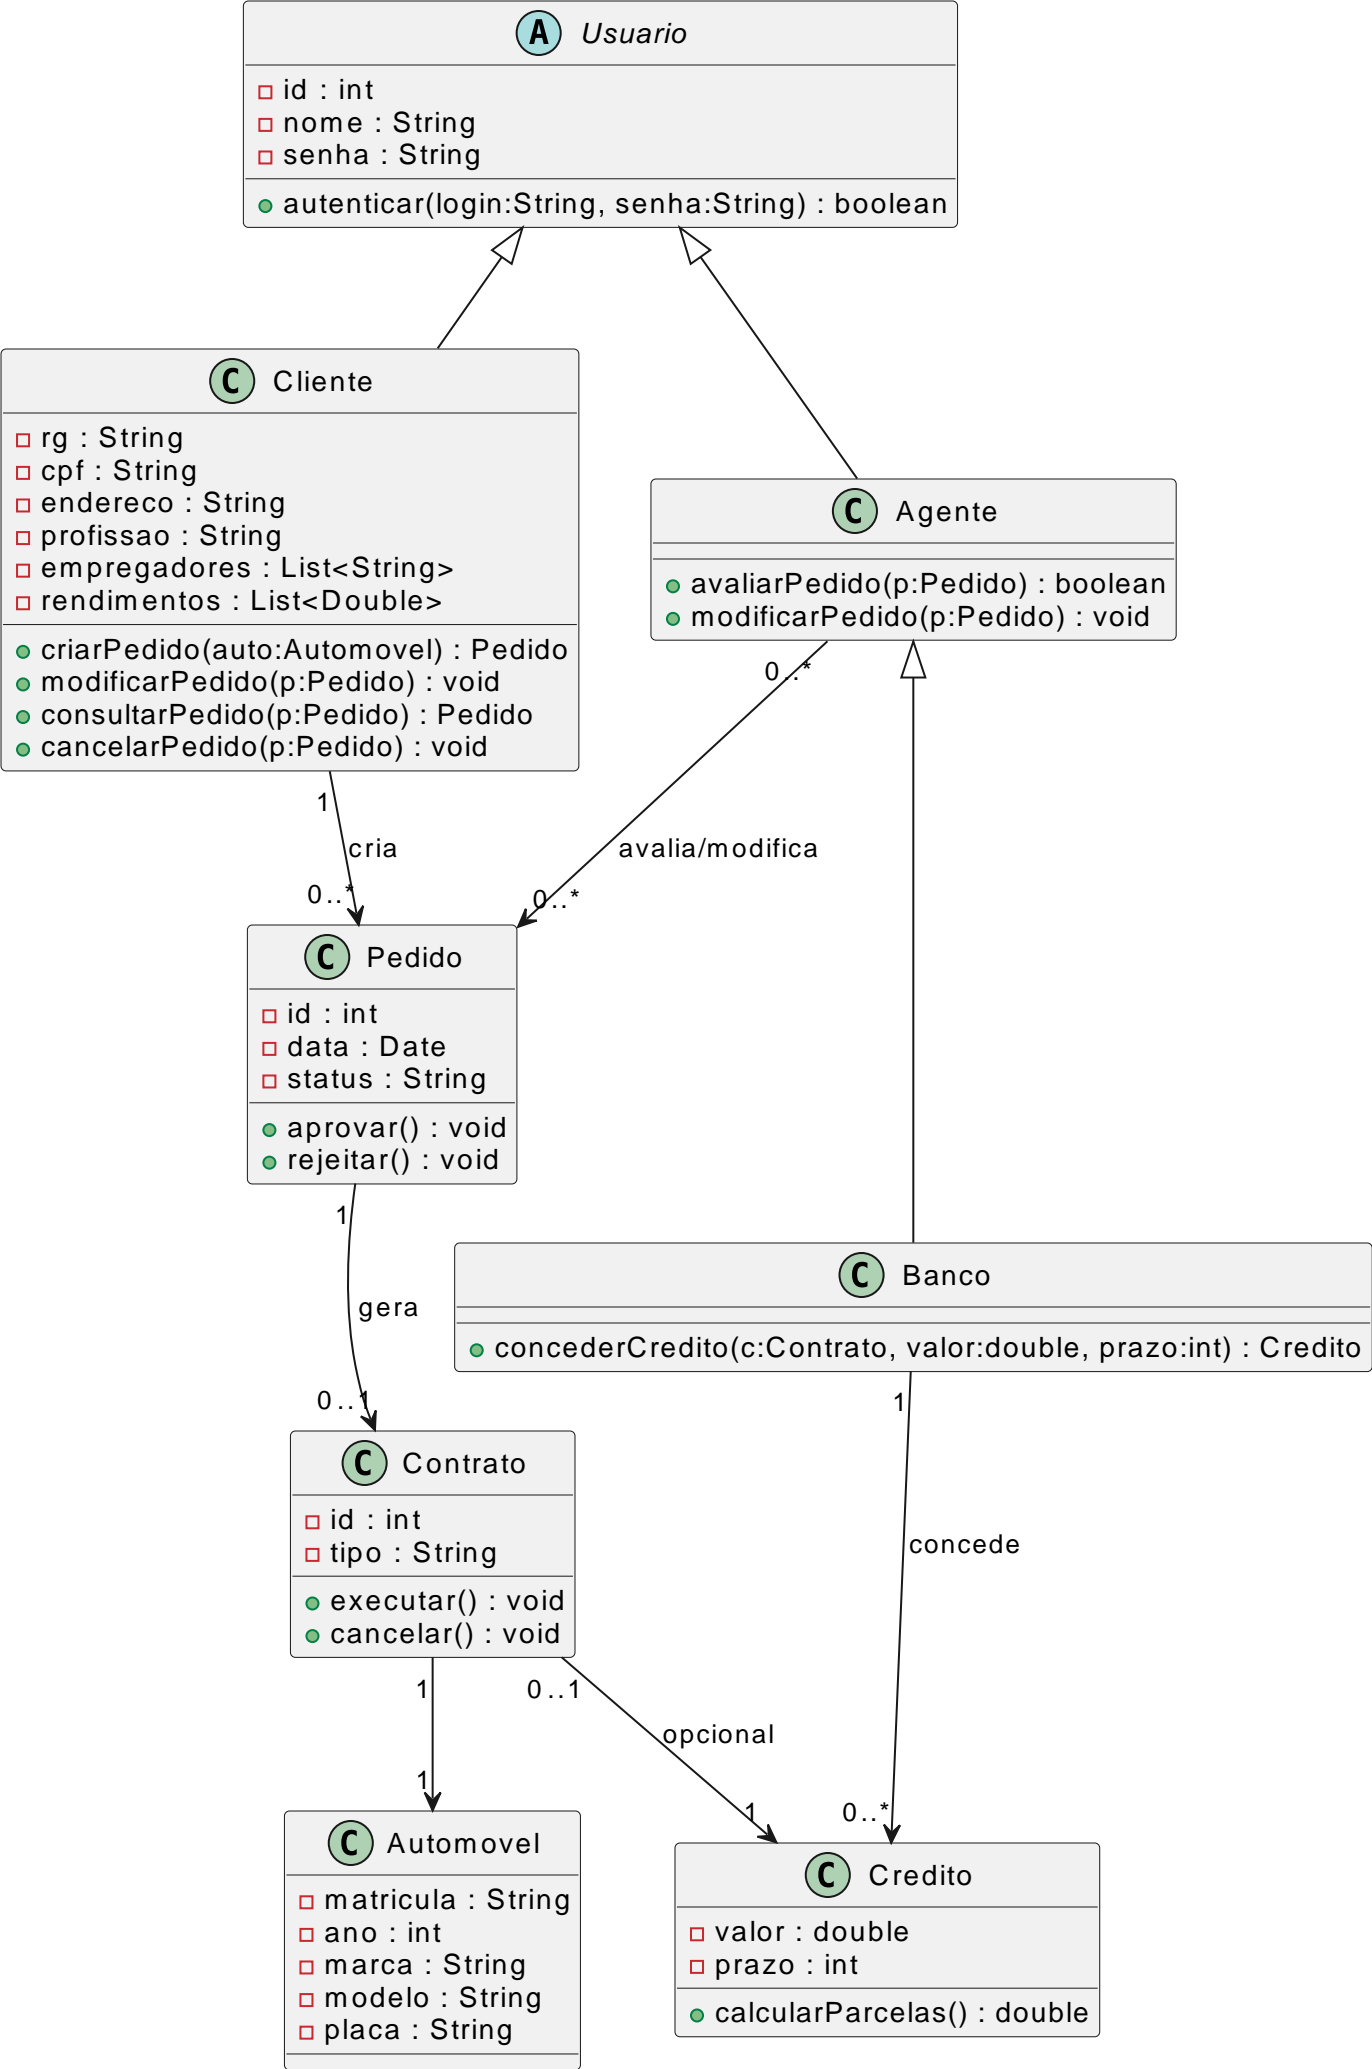 A Usuario
id : int
nome : String
senha : String
autenticar(login:String, senha:String) : boolean
C Cliente
rg : String
cpf : String
endereco : String
profissao : String
empregadores : List<String>
rendimentos : List<Double>
criarPedido(auto:Automovel) : Pedido
modificarPedido(p:Pedido) : void
consultarPedido(p:Pedido) : Pedido
cancelarPedido(p:Pedido) : void
C Agente
avaliarPedido(p:Pedido) : boolean
modificarPedido(p:Pedido) : void
0..*
1
cria
avalia/modifica
0..*
0..*
C Pedido
id : int
data : Date
status : String
aprovar() : void
rejeitar() : void
1
gera
0..1
C Banco
concederCredito(c:Contrato, valor:double, prazo:int) : Credito
1
concede
C Contrato
id : int
tipo : String
executar() : void
cancelar() : void
1
0..1
opcional
1
1
0..*
C Automovel
matricula : String
ano : int
marca : String
modelo : String
placa : String
C Credito
valor : double
prazo : int
calcularParcelas() : double